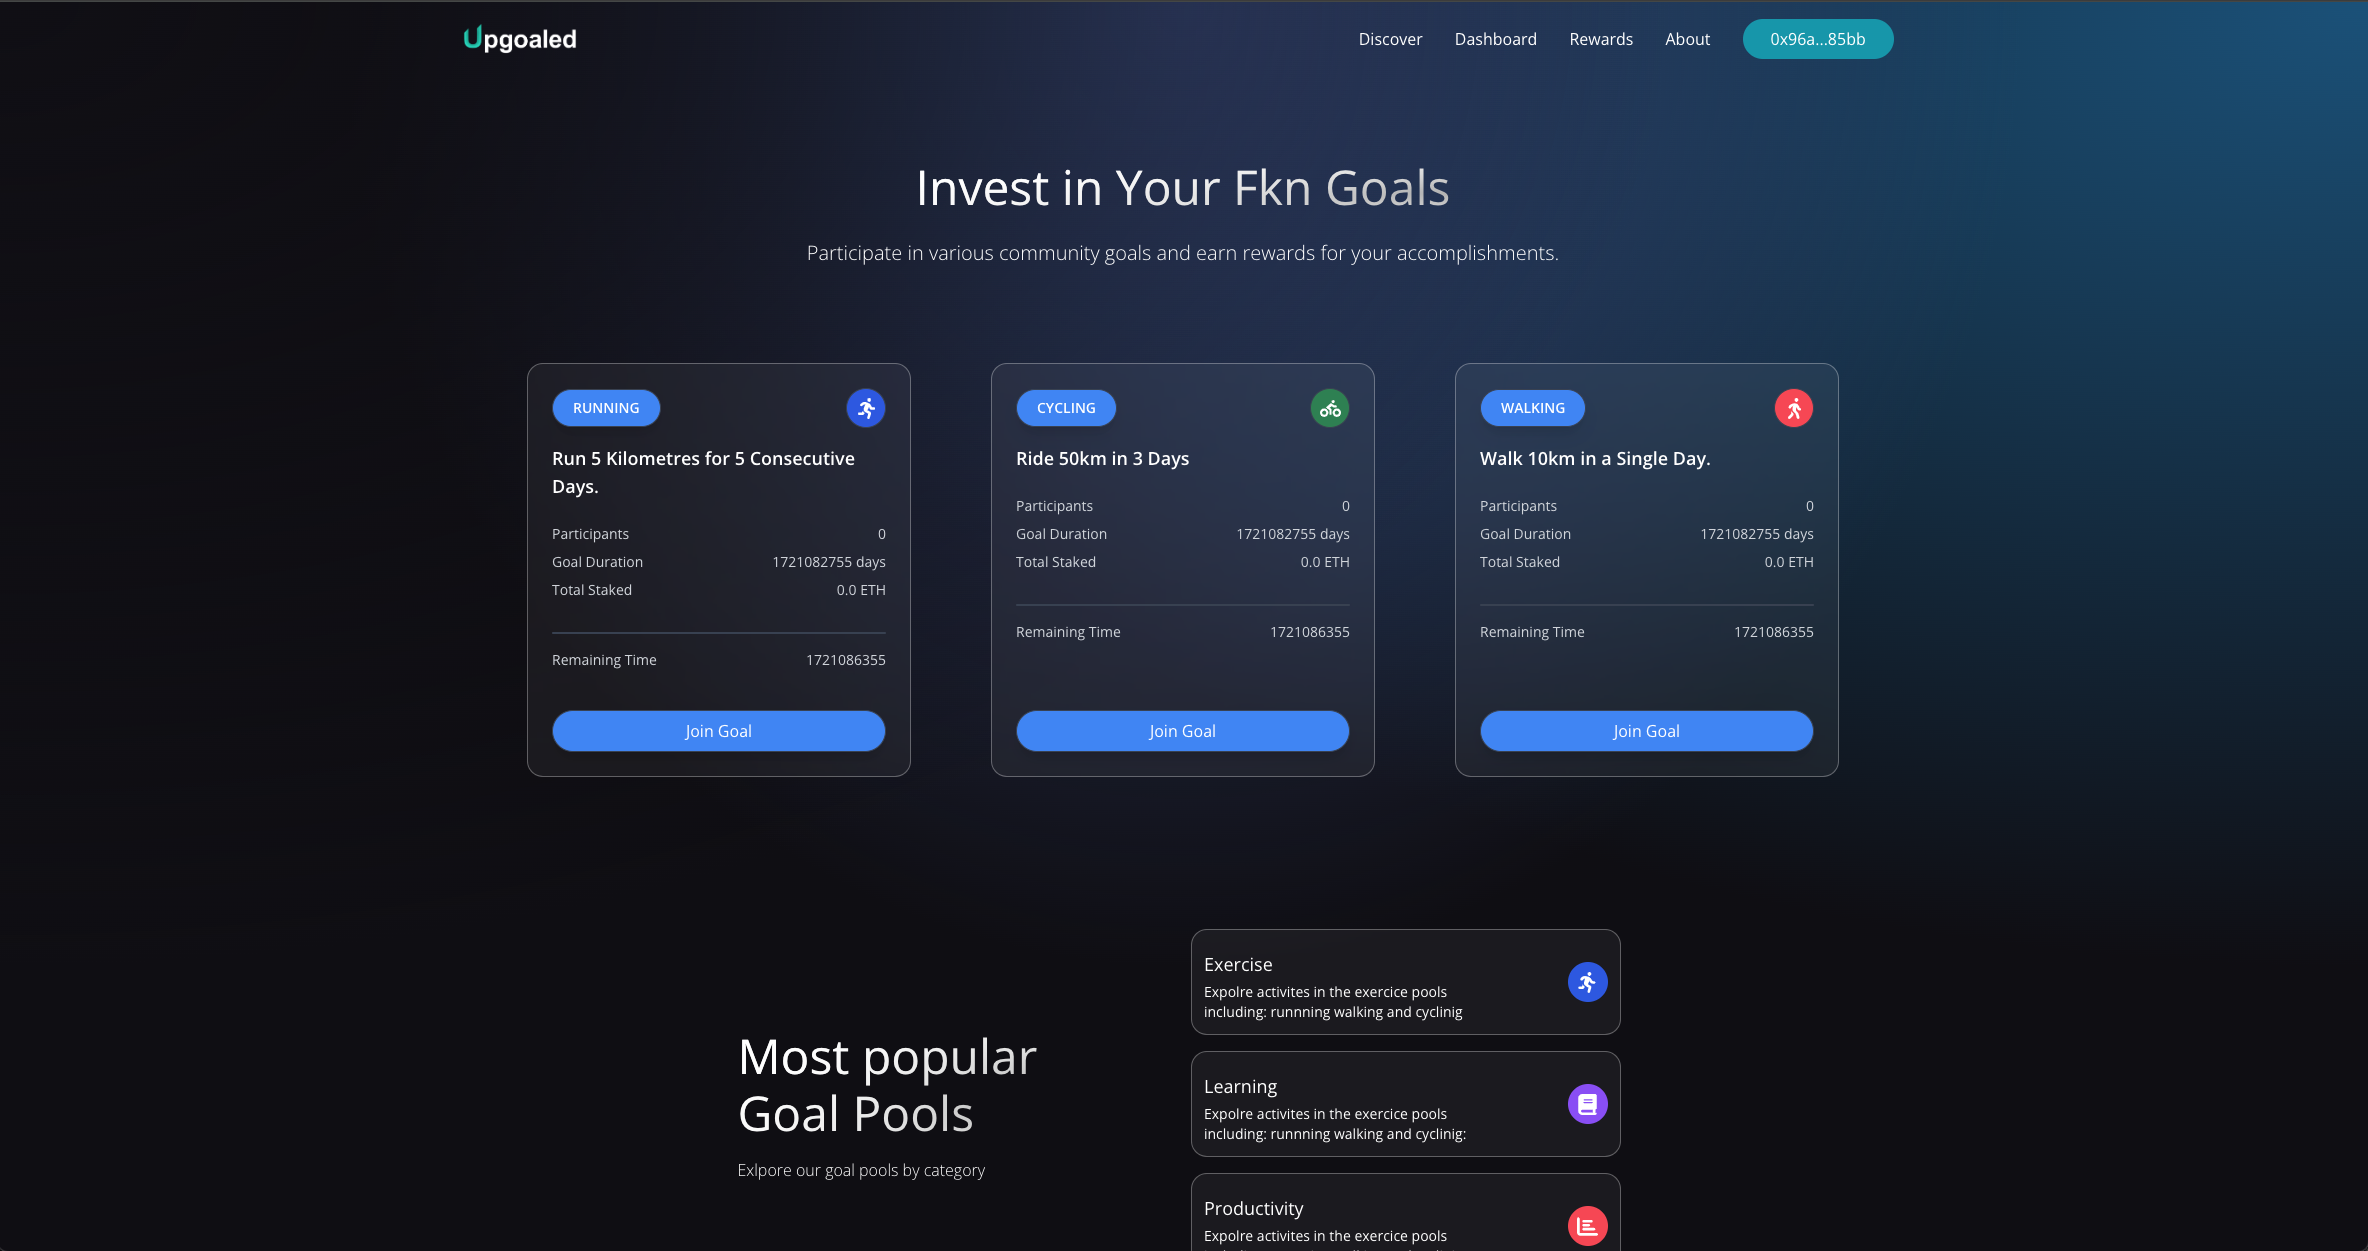 Upgoaled
Discover
Dashboard
Rewards
About
0x96a...85bb
Invest in Your Fkn Goals
Participate in various community goals and earn rewards for your accomplishments.
RUNNING
Run 5 Kilometres for 5 Consecutive
Days.
Participants 0
Goal Duration 1721082755 days
Total Staked 0.0 ETH
Remaining Time 1721086355
Join Goal
CYCLING
Ride 50km in 3 Days
Participants 0
Goal Duration 1721082755 days
Total Staked 0.0 ETH
Remaining Time 1721086355
Join Goal
WALKING
Walk 10km in a Single Day.
Participants 0
Goal Duration 1721082755 days
Total Staked 0.0 ETH
Remaining Time 1721086355
Join Goal
Most popular
Goal Pools
Exlpore our goal pools by category
Exercise
Expolre activites in the exercice pools
including: runnning walking and cyclinig
Learning
Expolre activites in the exercice pools
including: runnning walking and cyclinig:
Productivity
Expolre activites in the exercice pools